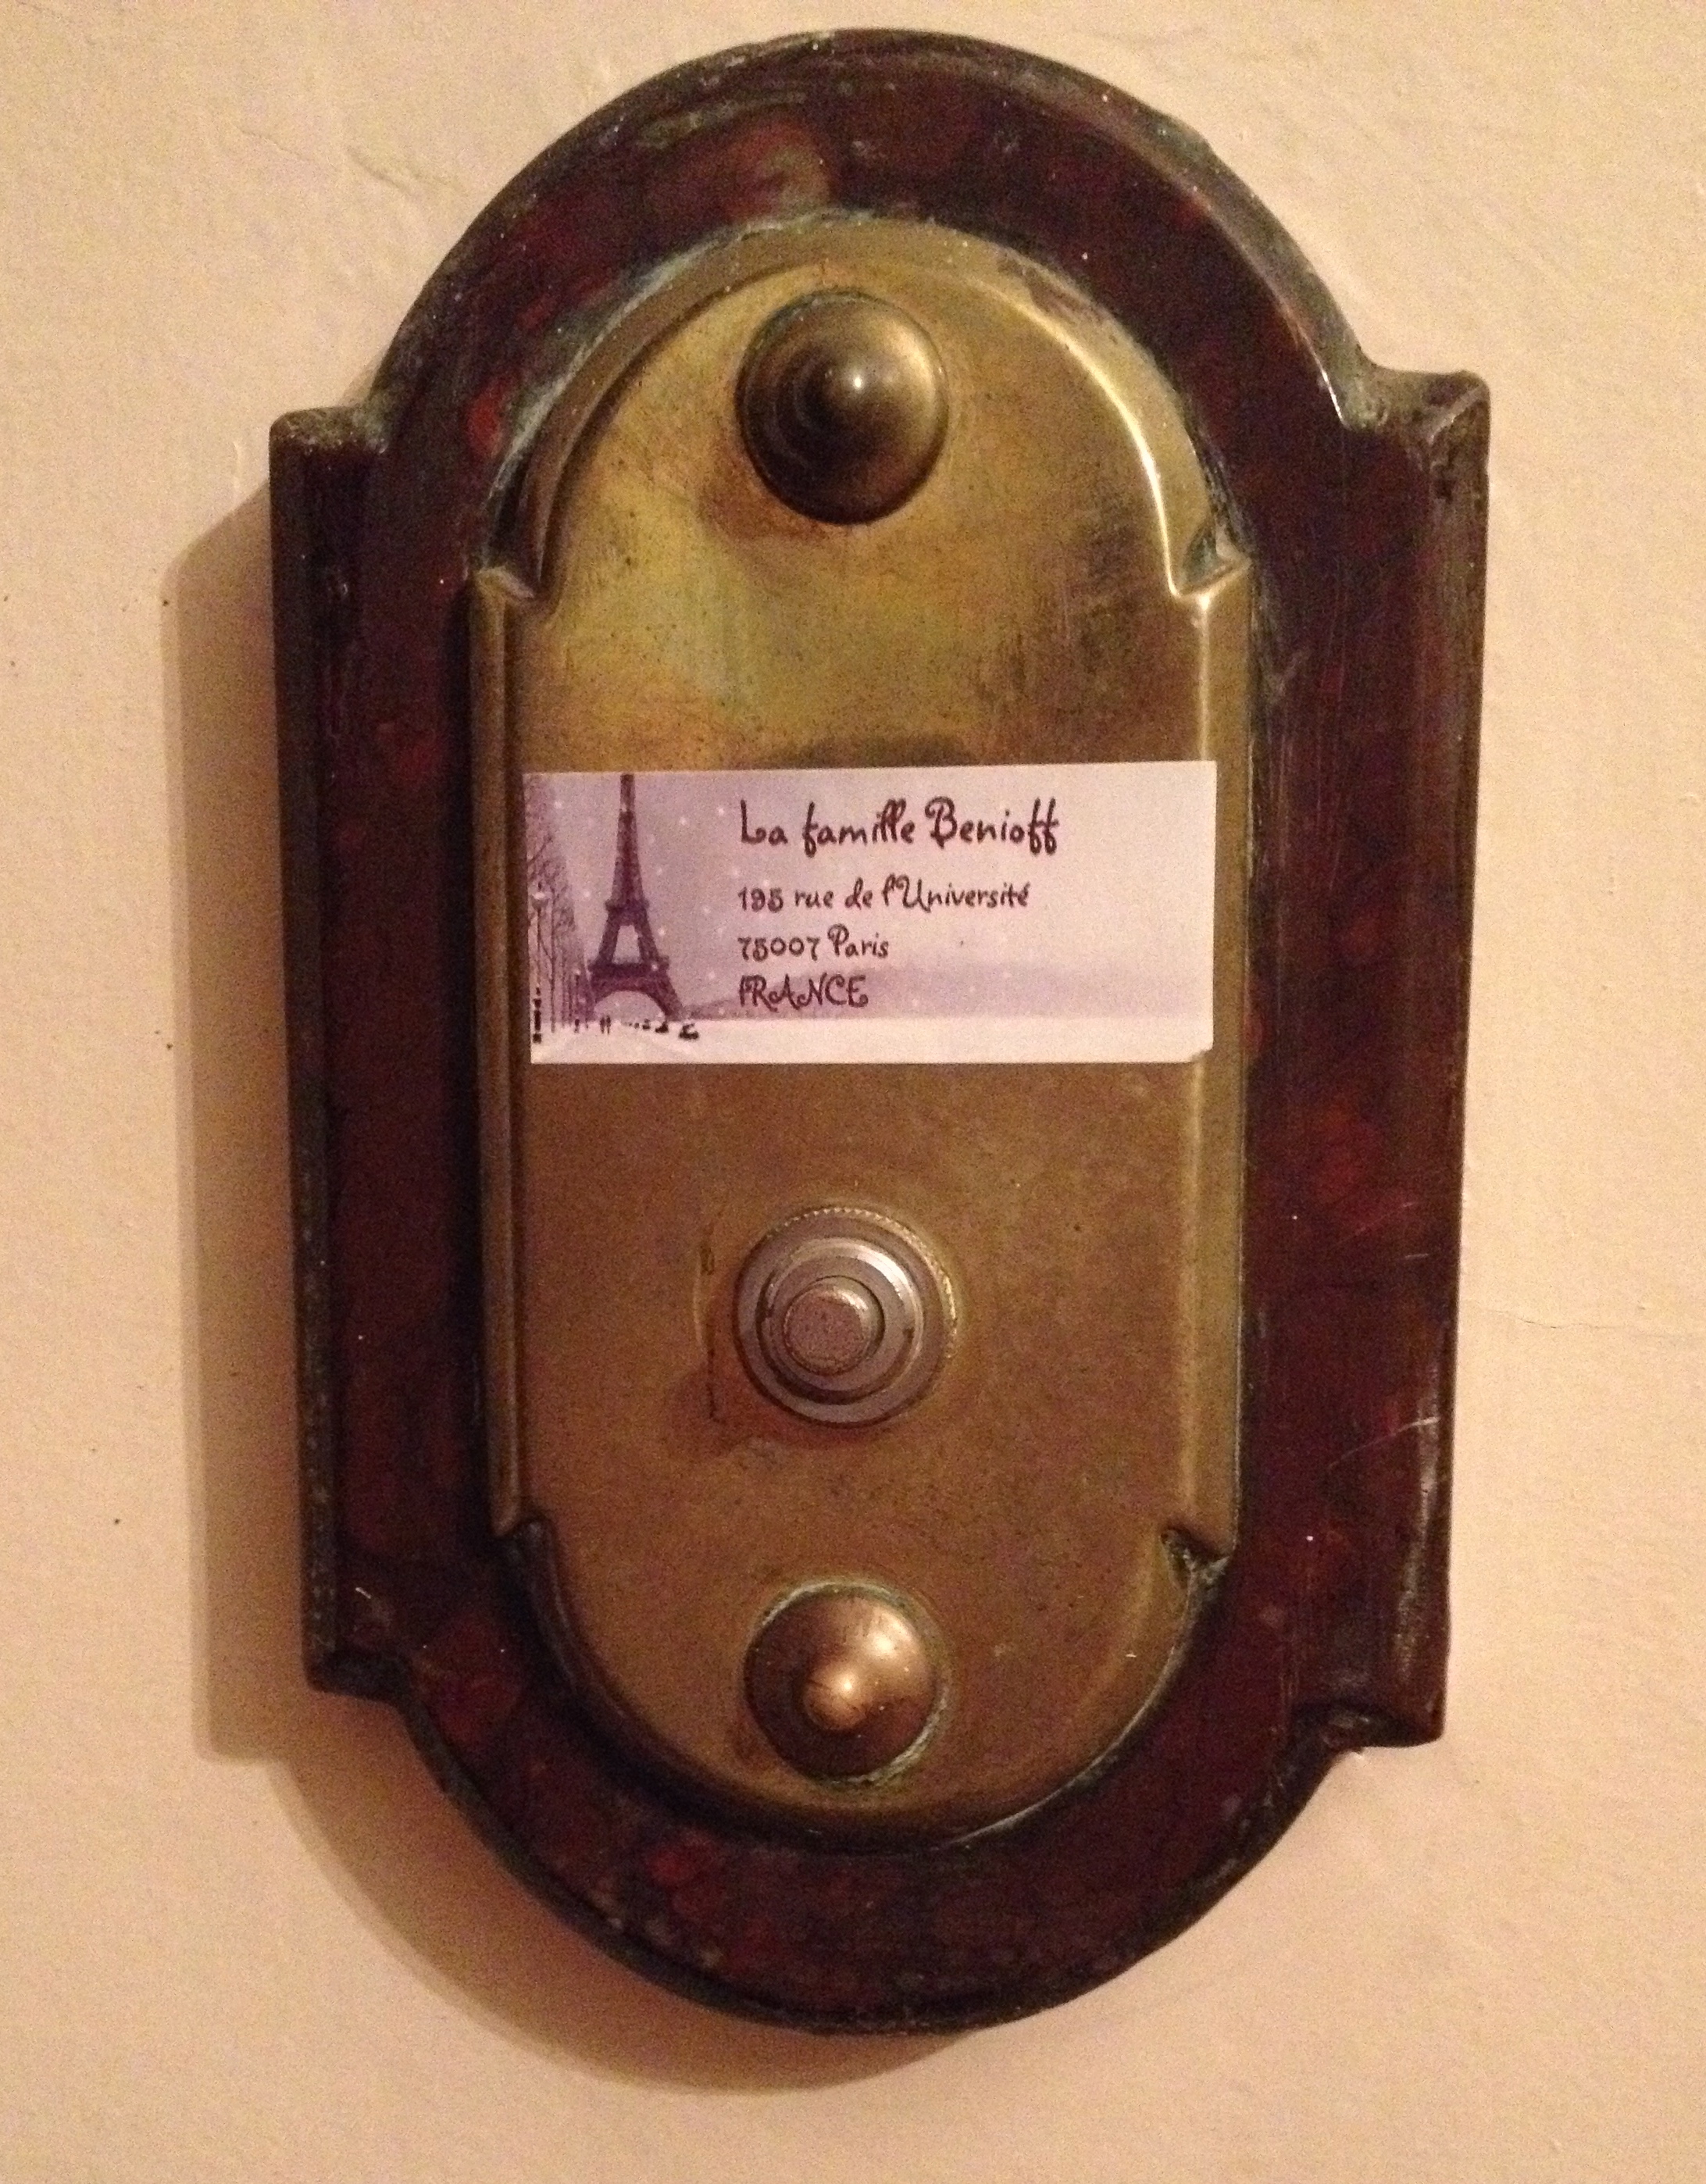 La famille Benioff
195 rue de l'Université
75007 Paris
FRANCE